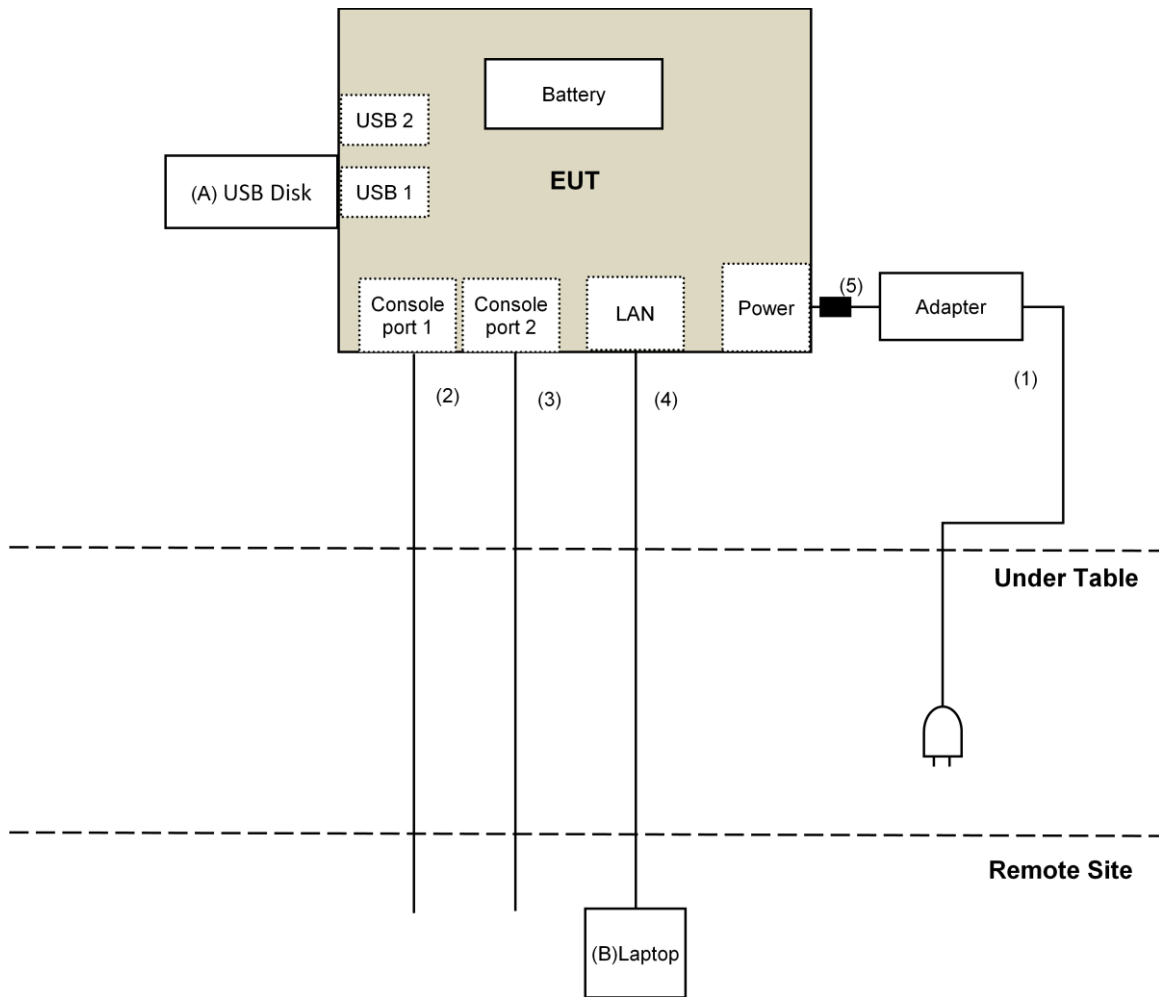 Battery
USB 2
EUT
(A) USB Disk
USB 1
Console
port 1
Console
port 2
LAN
Power
(5)
Adapter
(1)
(2)
(3)
(4)
Under Table
Remote Site
(B)Laptop